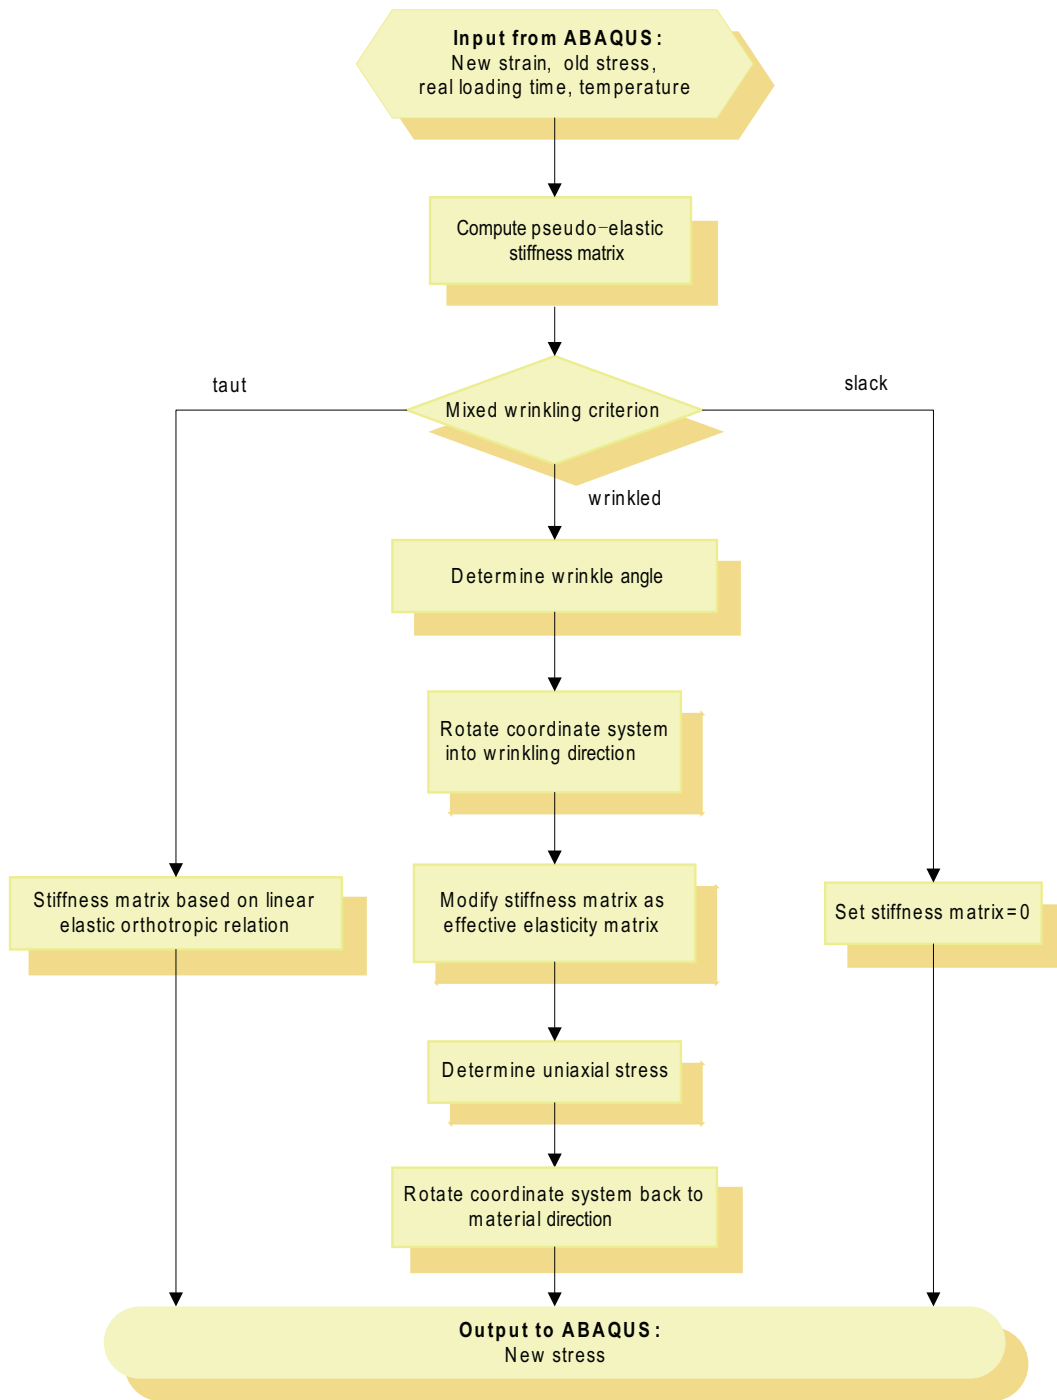 Input from ABAQUS:
New strain, old stress,
real loading time, temperature
Compute pseudo-elastic
stiffness matrix
taut
slack
Mixed wrinkling criterion
wrinkled
Determine wrinkle angle
Rotate coordinate system
into wrinkling direction
Stiffness matrix based on linear
elastic orthotropic relation
Modify stiffness matrix as
effective elasticity matrix
Set stiffness matrix=0
Determine uniaxial stress
Rotate coordinate system back to
material direction
Output to ABAQUS:
New stress